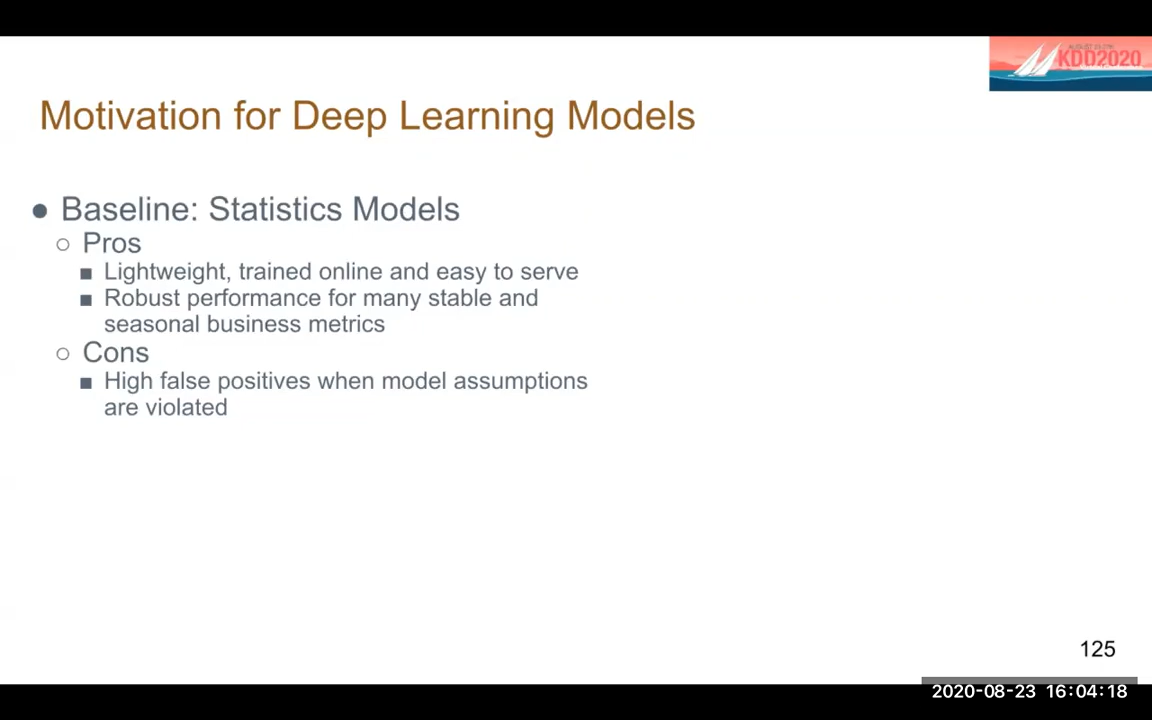 KDD2020
Motivation for Deep Learning Models
● Baseline: Statistics Models
○ Pros
■ Lightweight, trained online and easy to serve
■ Robust performance for many stable and
seasonal business metrics
○ Cons
■ High false positives when model assumptions
are violated
125
2020-08-23 16:04:18